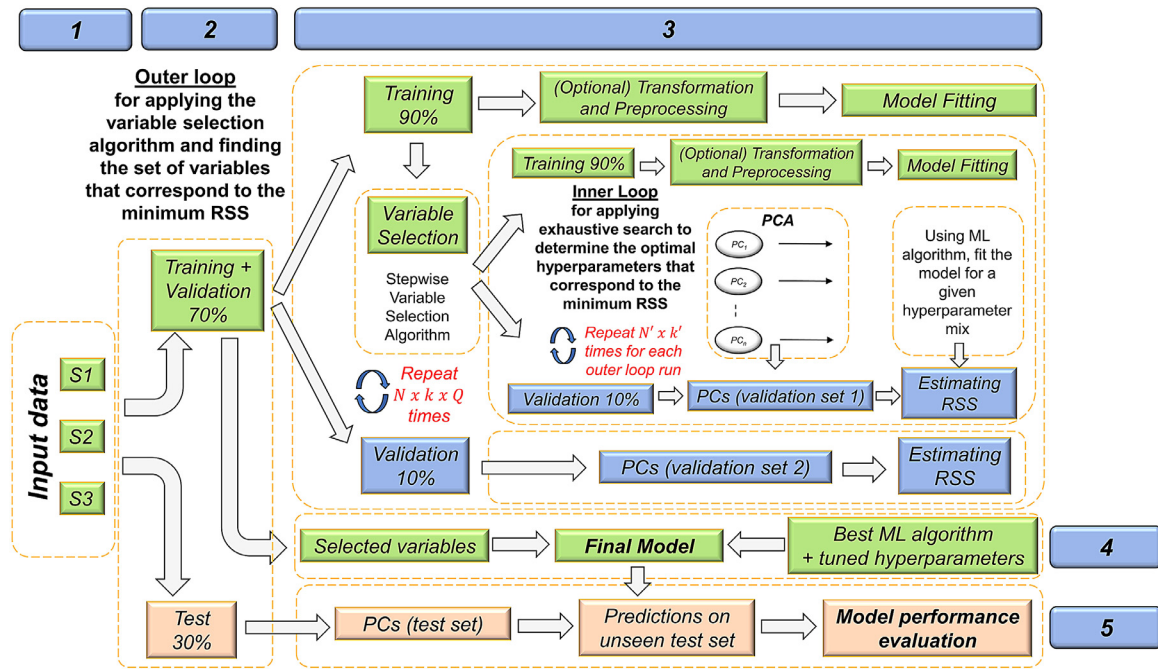 1
2
3
Outer loop
for applying the
variable selection
algorithm and finding
the set of variables
that correspond to the
minimum RSS
Training
90%
(Optional) Transformation
and Preprocessing
Model Fitting
Training 90%
(Optional) Transformation
and Preprocessing
Model Fitting
Variable
Selection
Stepwise
Variable
Selection
Algorithm
Inner Loop
for applying
exhaustive search to
determine the optimal
hyperparameters that
correspond to the
minimum RSS
PCA
PC1
PC2
PCn
Using ML
algorithm, fit the
model for a
given
hyperparameter
mix
Training +
Validation
70%
Repeat N' x k'
times for each
outer loop run
Input data
S1
S2
S3
Repeat
N x k x Q
times
Validation 10%
PCs (validation set 1)
Estimating
RSS
Validation
10%
PCs (validation set 2)
Estimating
RSS
Selected variables
Final Model
Best ML algorithm
+ tuned hyperparameters
4
Test
30%
PCs (test set)
Predictions on
unseen test set
Model performance
evaluation
5